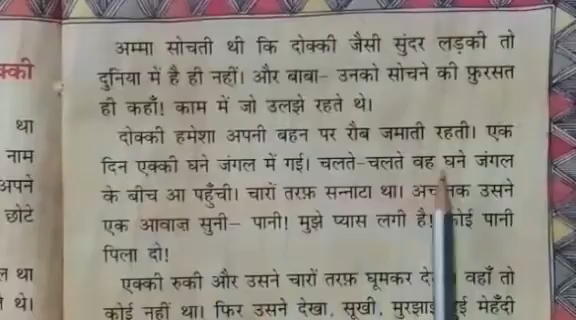 अम्मा सोचती थी कि दोक्की जैसी सुंदर लड़की तो
दुनिया में है ही नहीं। और बाबा– उनको सोचने की फ़ुरसत
ही कहाँ! काम में जो उलझे रहते थे।
दोक्की हमेशा अपनी बहन पर रौब जमाती रहती। एक
दिन एक्की घने जंगल में गई। चलते-चलते वह घने जंगल
के बीच आ पहुँची। चारों तरफ़ सन्नाटा था। उसने
एक आवाज़ सुनी– पानी! मुझे प्यास लगी है! पानी
पिला दो!
एक्की रुकी और उसने चारों तरफ़ घूमकर वहाँ तो
कोई नहीं था। फिर उसने देखा, सूखी, मेहँदी
था
नाम
अपने
छोटे
था
थे।